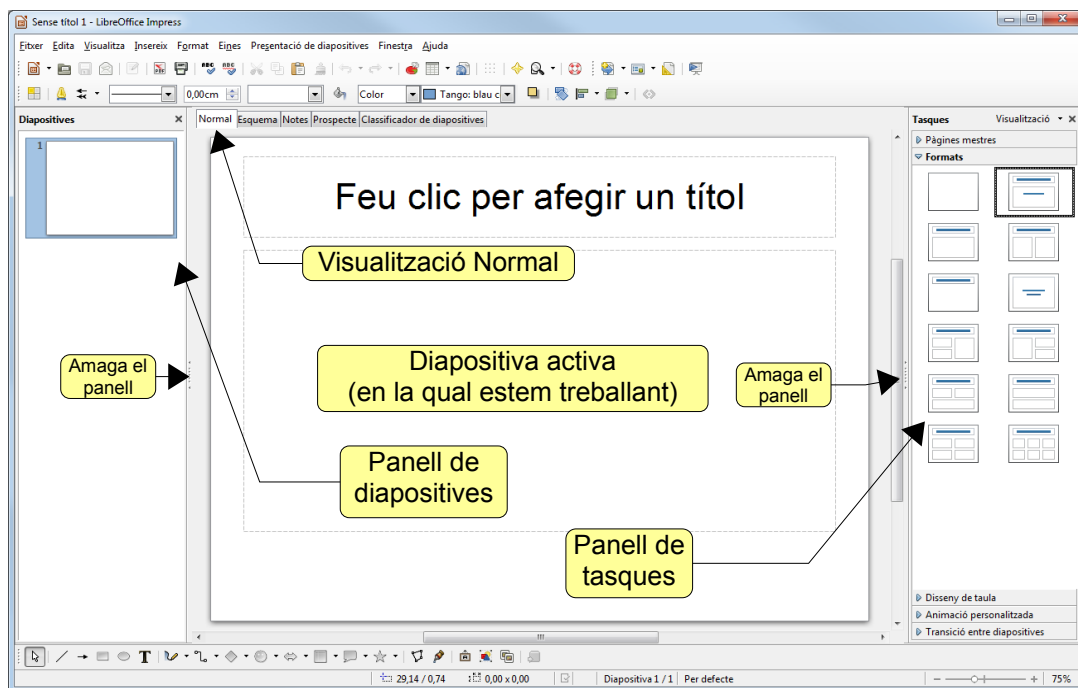 Sense títol 1 - LibreOffice Impress
Fitxer Edita Visualitza Insereix Format Eines Presentació de diapositives Finestra Ajuda
0,00cm Color Tango: blau c
Diapositives
Normal Esquema Notes Prospecte Classificador de diapositives
Tasques Visualització
Pàgines mestres
Formats
1
Feu clic per afegir un títol
Visualització Normal
Amaga el
panell
Diapositiva activa
(en la qual estem treballant)
Amaga el
panell
Panell de
diapositives
Panell de
tasques
Disseny de taula
Animació personalitzada
Transició entre diapositives
29,14 / 0,74 0,00 x 0,00 Diapositiva 1 / 1 Per defecte 75%